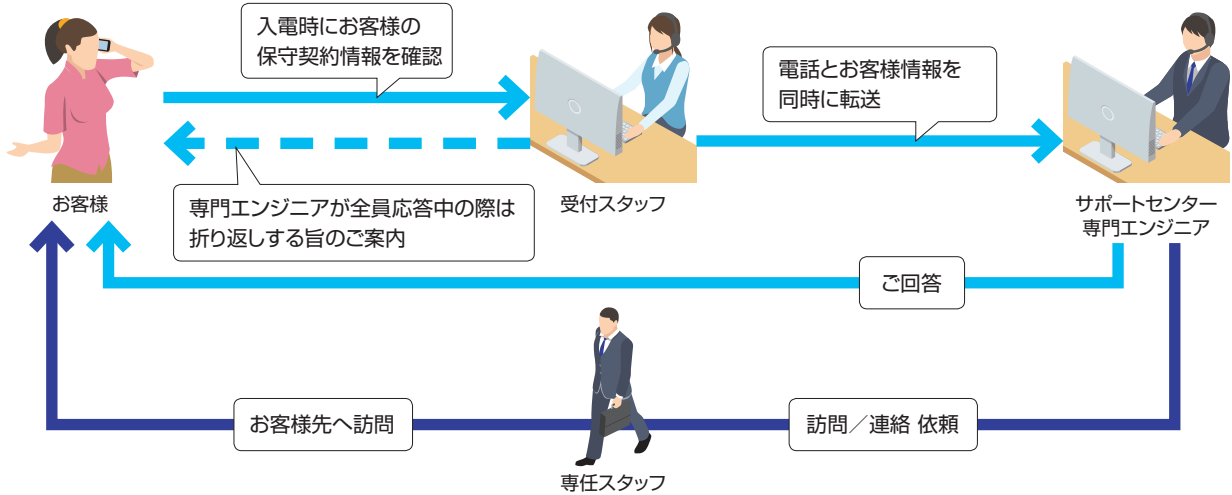 入電時にお客様の
保守契約情報を確認
電話とお客様情報を
同時に転送
お客様
専門エンジニアが全員応答中の際は
折り返しする旨のご案内
受付スタッフ
サポートセンター
専門エンジニア
ご回答
お客様先へ訪問
訪問／連絡 依頼
専任スタッフ